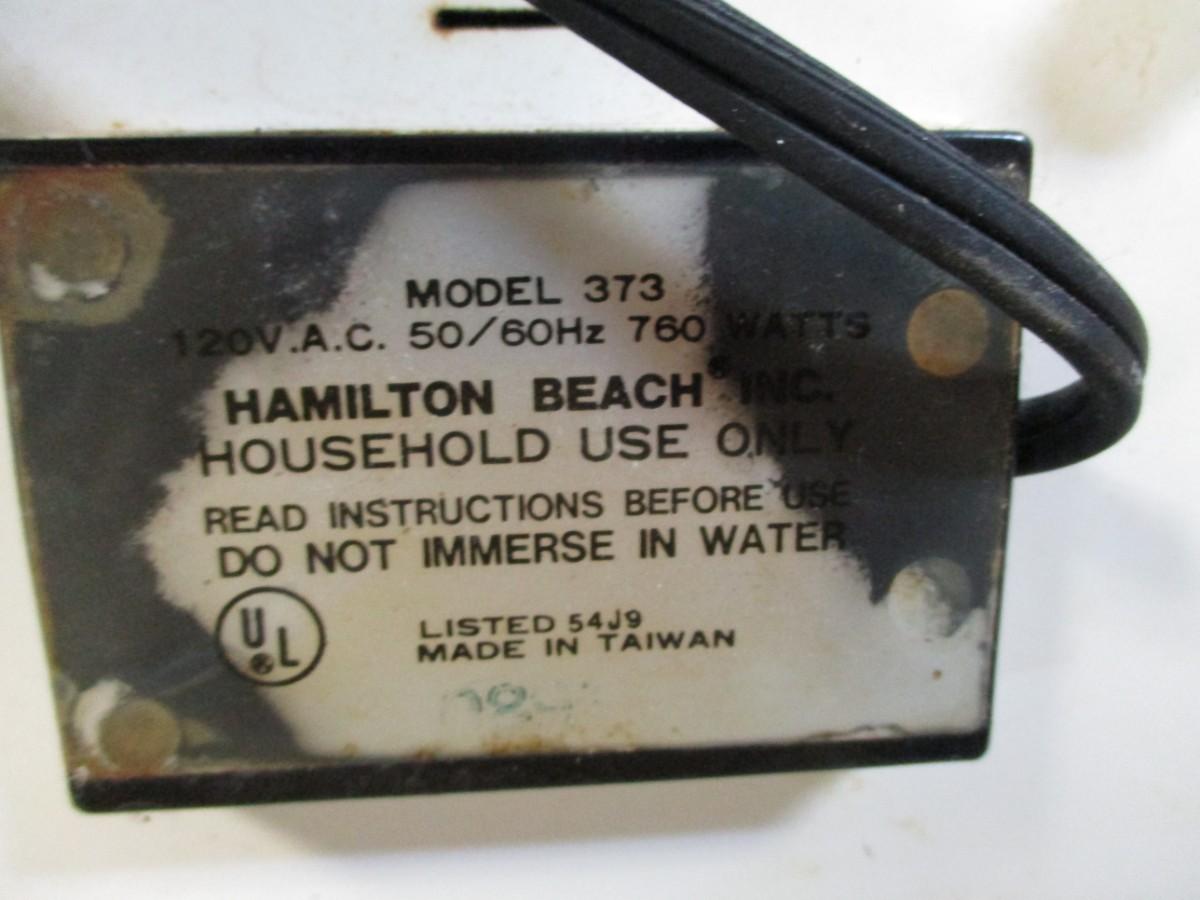 MODEL 373
120V.A.C. 50/60Hz 760 WATTS
HAMILTON BEACH® INC.
HOUSEHOLD USE ONLY
READ INSTRUCTIONS BEFORE USE
DO NOT IMMERSE IN WATER
UL®
LISTED 54J9
MADE IN TAIWAN